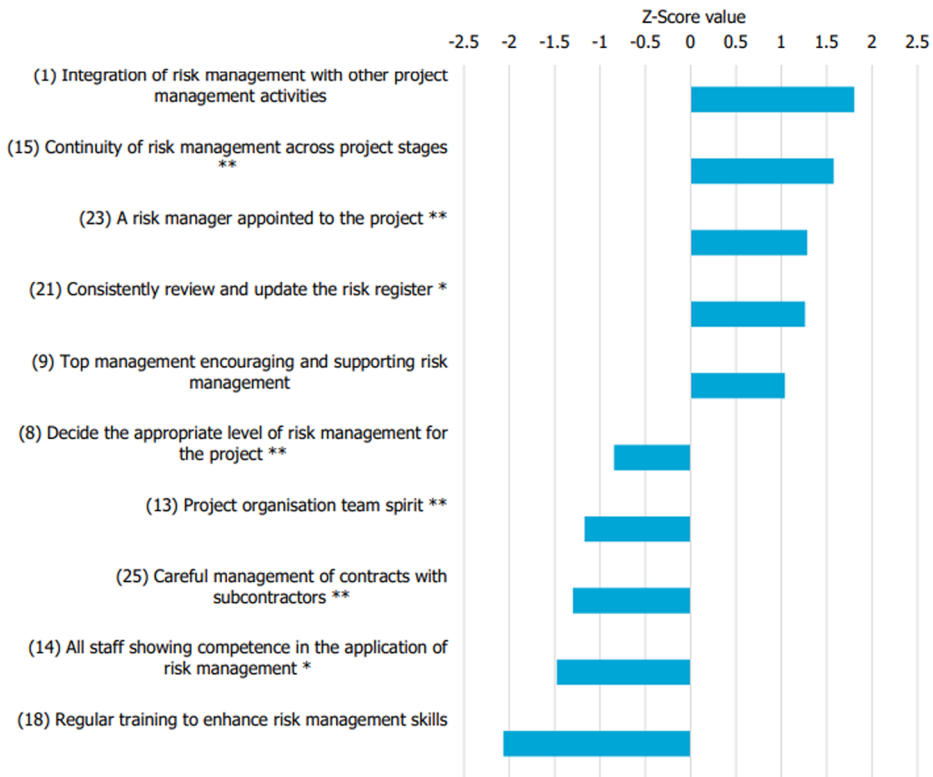 Z-Score value
-2.5 -2 -1.5 -1 -0.5 0 0.5 1 1.5 2 2.5
(1) Integration of risk management with other project
management activities
(15) Continuity of risk management across project stages
**
(23) A risk manager appointed to the project **
(21) Consistently review and update the risk register *
(9) Top management encouraging and supporting risk
management
(8) Decide the appropriate level of risk management for
the project **
(13) Project organisation team spirit **
(25) Careful management of contracts with
subcontractors **
(14) All staff showing competence in the application of
risk management *
(18) Regular training to enhance risk management skills